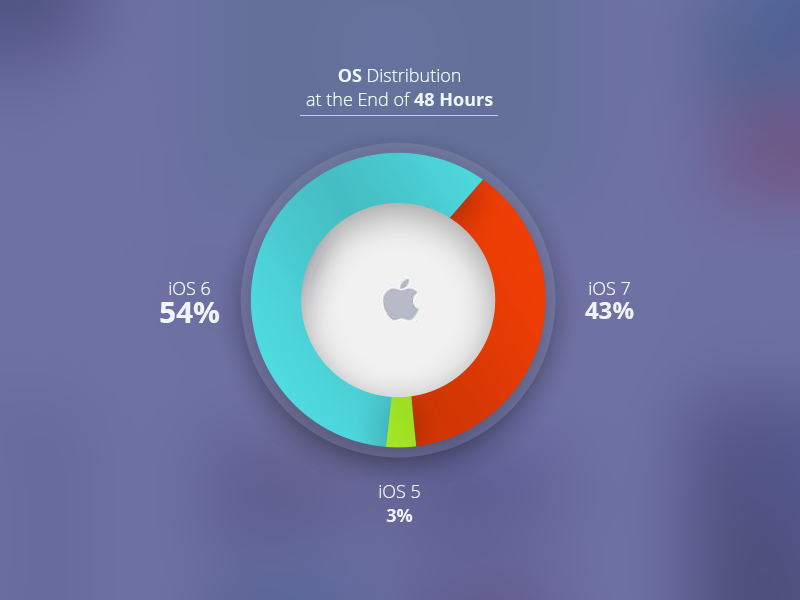 OS Distribution
at the End of 48 Hours
iOS 6
54%
iOS 7
43%
iOS 5
3%